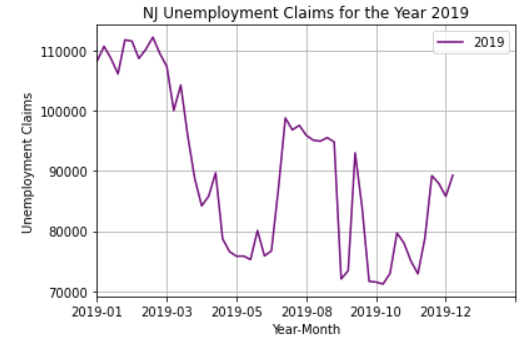 NJ Unemployment Claims for the Year 2019
2019
110000
100000
90000
80000
70000
Unemployment Claims
2019-01 2019-03 2019-05 2019-08 2019-10 2019-12
Year-Month